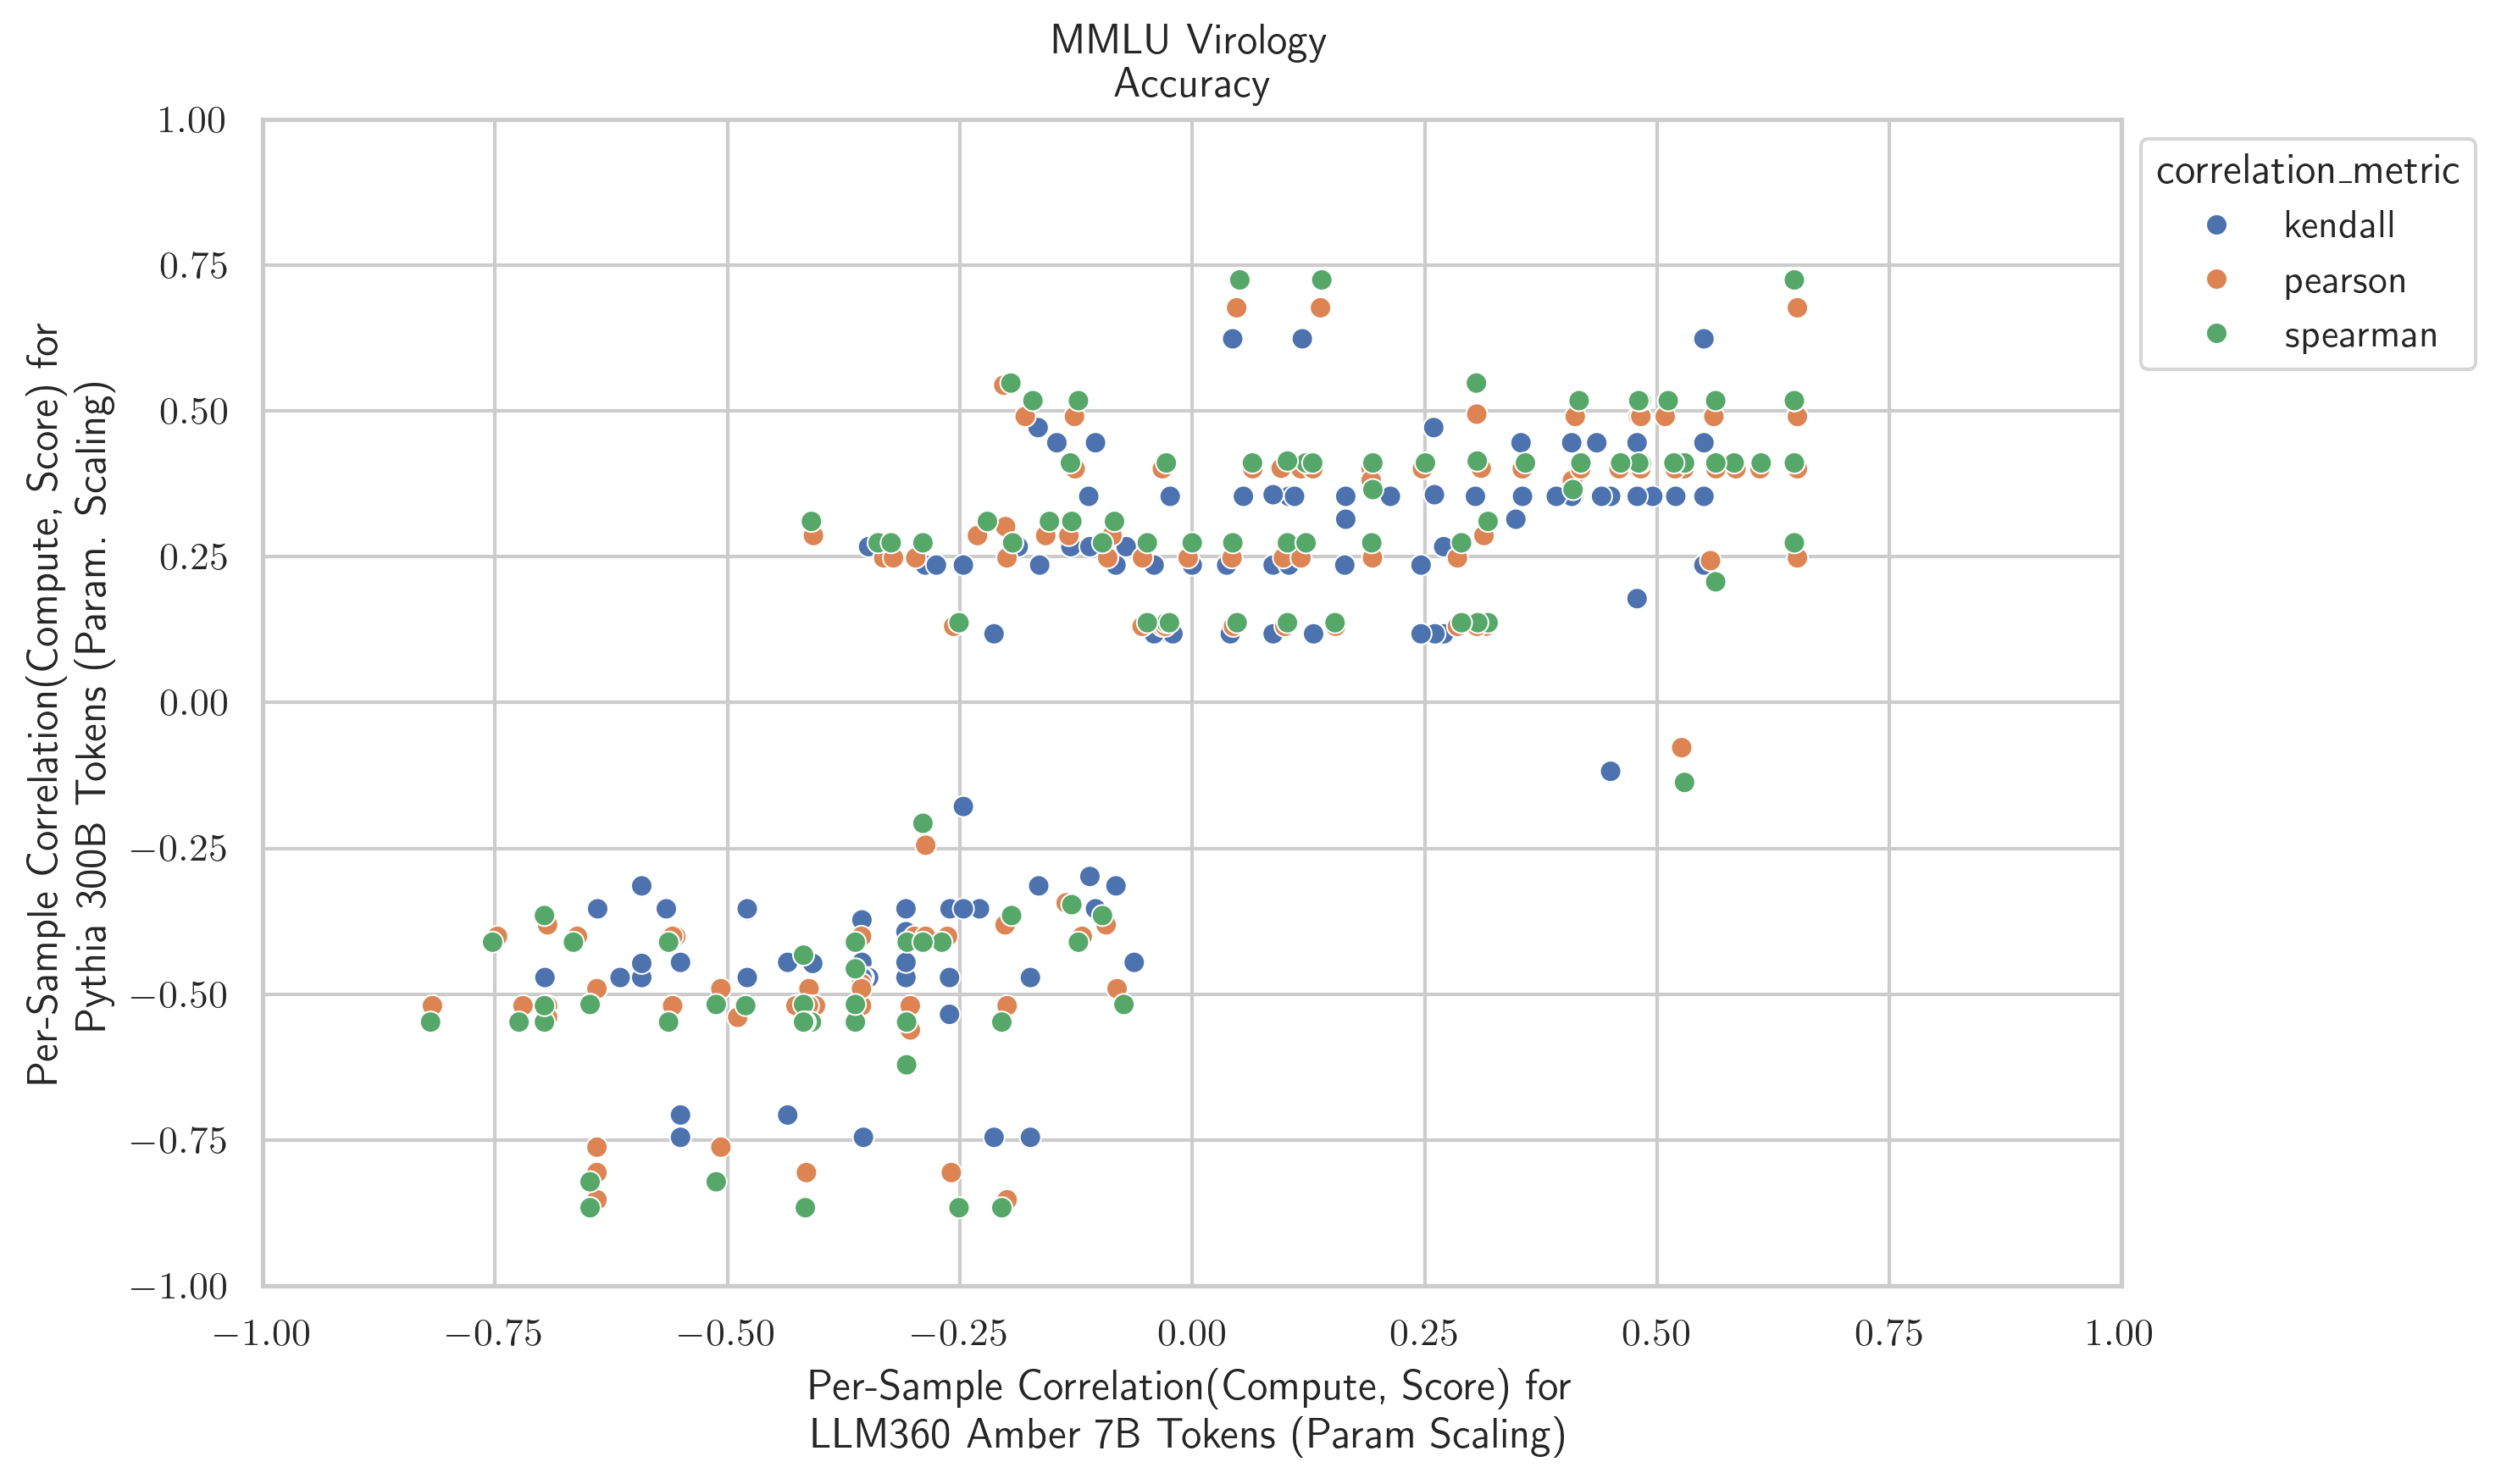 MMLU Virology
Accuracy
Per-Sample Correlation(Compute, Score) for
Pythia 300B Tokens (Param. Scaling)
1.00
0.75
0.50
0.25
0.00
−0.25
−0.50
−0.75
−1.00
−1.00 −0.75 −0.50 −0.25 0.00 0.25 0.50 0.75 1.00
Per-Sample Correlation(Compute, Score) for
LLM360 Amber 7B Tokens (Param Scaling)
correlation_metric
kendall
pearson
spearman